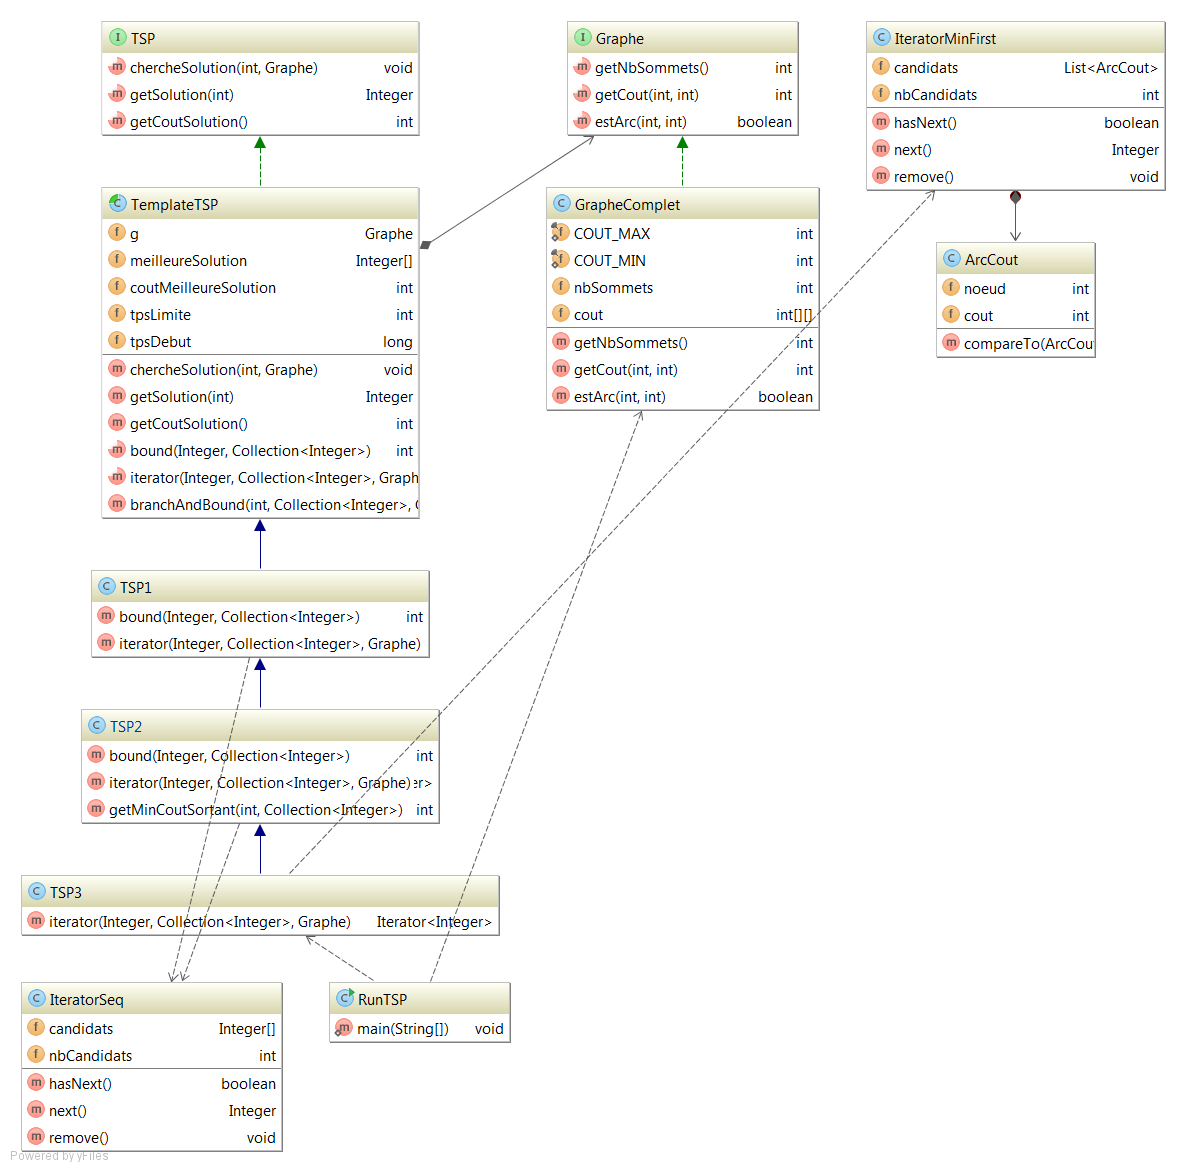 TSP
chercheSolution(int, Graphe) void
getSolution(int) Integer
getCoutSolution() int
Graphe
getNbSommets() int
getCout(int, int) int
estArc(int, int) boolean
IteratorMinFirst
candidats List<ArcCout>
nbCandidats int
hasNext() boolean
next() Integer
remove() void
TemplateTSP
g Graphe
meilleureSolution Integer[]
coutMeilleureSolution int
tpsLimite int
tpsDebut long
chercheSolution(int, Graphe) void
getSolution(int) Integer
getCoutSolution() int
bound(Integer, Collection<Integer>) int
iterator(Integer, Collection<Integer>, Graph
branchAndBound(int, Collection<Integer>, 
GrapheComplet
COUT_MAX int
COUT_MIN int
nbSommets int
cout int[][]
getNbSommets() int
getCout(int, int) int
estArc(int, int) boolean
ArcCout
noeud int
cout int
compareTo(ArcCou
TSP1
bound(Integer, Collection<Integer>) int
iterator(Integer, Collection<Integer>, Graphe)
TSP2
bound(Integer, Collection<Integer>) int
iterator(Integer, Collection<Integer>, Graphe) er>
getMinCoutSortant(int, Collection<Integer>) int
TSP3
iterator(Integer, Collection<Integer>, Graphe) Iterator<Integer>
IteratorSeq
candidats Integer[]
nbCandidats int
hasNext() boolean
next() Integer
remove() void
RunTSP
main(String[]) void
Powered by yFiles